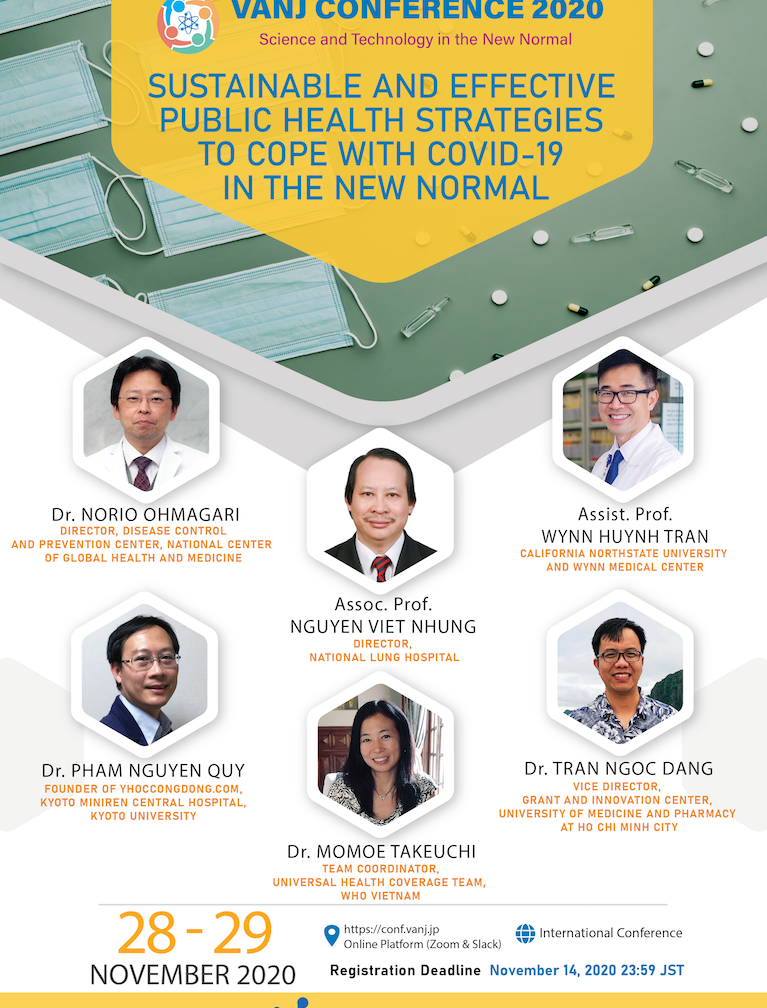 VANJ CONFERENCE 2020
Science and Technology in the New Normal
SUSTAINABLE AND EFFECTIVE
PUBLIC HEALTH STRATEGIES
TO COPE WITH COVID-19
IN THE NEW NORMAL
Dr. NORIO OHMAGARI
DIRECTOR, DISEASE CONTROL
AND PREVENTION CENTER, NATIONAL CENTER
OF GLOBAL HEALTH AND MEDICINE
Assoc. Prof.
NGUYEN VIET NHUNG
DIRECTOR,
NATIONAL LUNG HOSPITAL
Assist. Prof.
WYNN HUYNH TRAN
CALIFORNIA NORTHSTATE UNIVERSITY
AND WYNN MEDICAL CENTER
Dr. PHAM NGUYEN QUY
FOUNDER OF YHOCCONGDONG.COM,
KYOTO MINIREN CENTRAL HOSPITAL,
KYOTO UNIVERSITY
Dr. MOMOE TAKEUCHI
TEAM COORDINATOR,
UNIVERSAL HEALTH COVERAGE TEAM,
WHO VIETNAM
Dr. TRAN NGOC DANG
VICE DIRECTOR,
GRANT AND INNOVATION CENTER,
UNIVERSITY OF MEDICINE AND PHARMACY
AT HO CHI MINH CITY
28 - 29
NOVEMBER 2020
https://conf.vanj.jp
Online Platform (Zoom & Slack)
International Conference
Registration Deadline November 14, 2020 23:59 JST